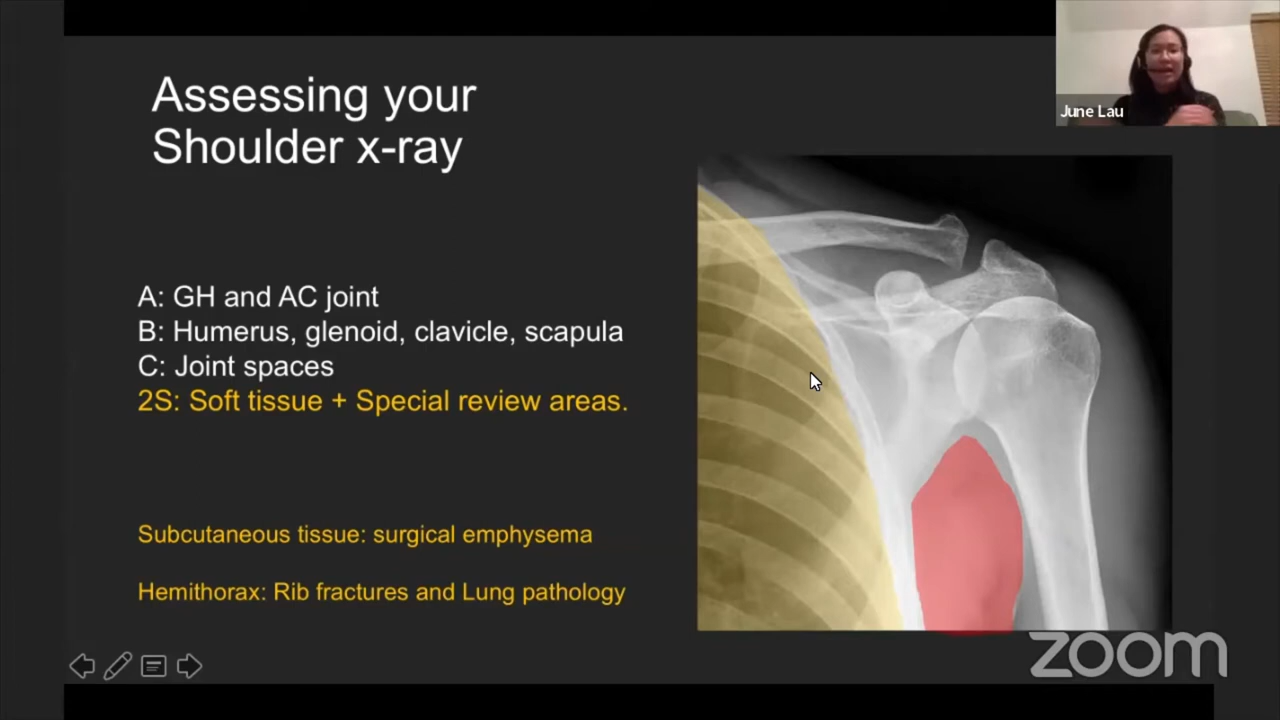 Assessing your
Shoulder x-ray
June Lau
A: GH and AC joint
B: Humerus, glenoid, clavicle, scapula
C: Joint spaces
2S: Soft tissue + Special review areas.
Subcutaneous tissue: surgical emphysema
Hemithorax: Rib fractures and Lung pathology
zoom